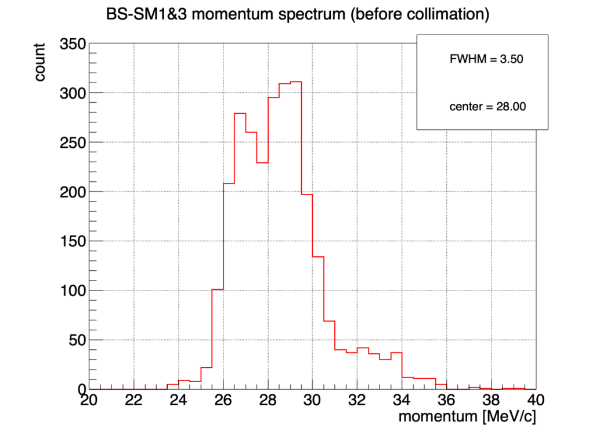 BS-SM1&3 momentum spectrum (before collimation)
count
350
300
250
200
150
100
50
0
20 22 24 26 28 30 32 34 36 38 40
momentum [MeV/c]
FWHM = 3.50
center = 28.00